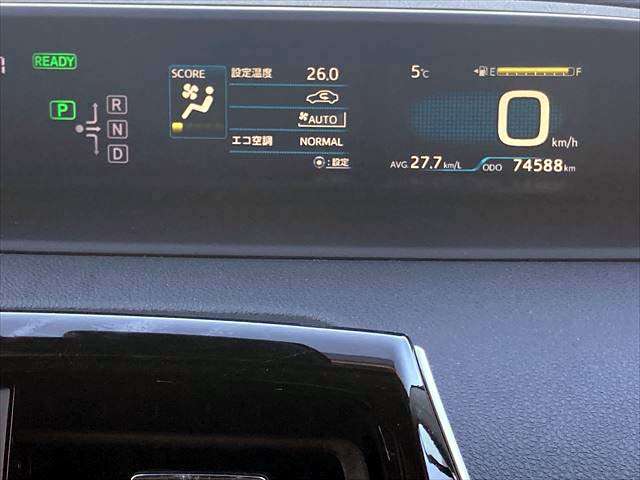 READY
P
R
N
D
SCORE
設定温度 26.0
AUTO
エコ空調 NORMAL
:設定
5℃
E F
0 km/h
AVG. 27.7 km/L
ODO 74588 km